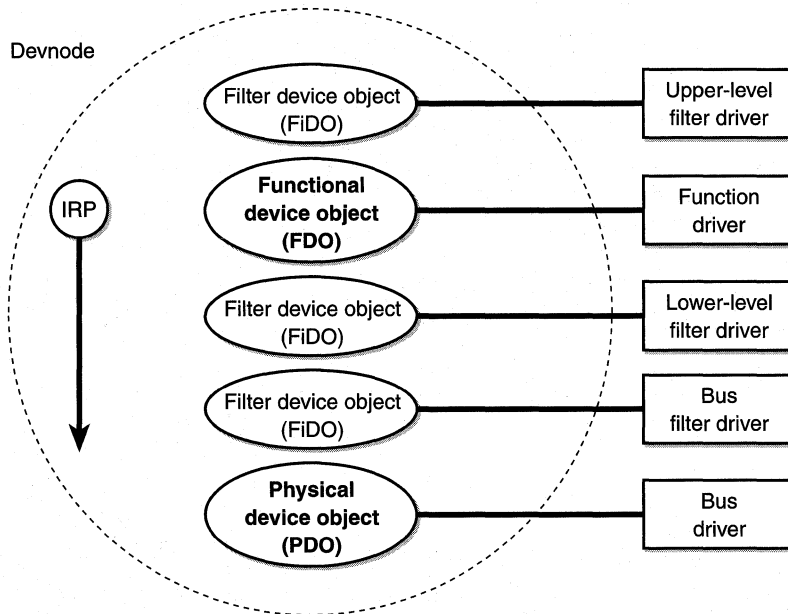 Devnode
Filter device object
(FiDO)
Upper-level
filter driver
IRP
Functional
device object
(FDO)
Function
driver
Filter device object
(FiDO)
Lower-level
filter driver
Filter device object
(FiDO)
Bus
filter driver
Physical
device object
(PDO)
Bus
driver